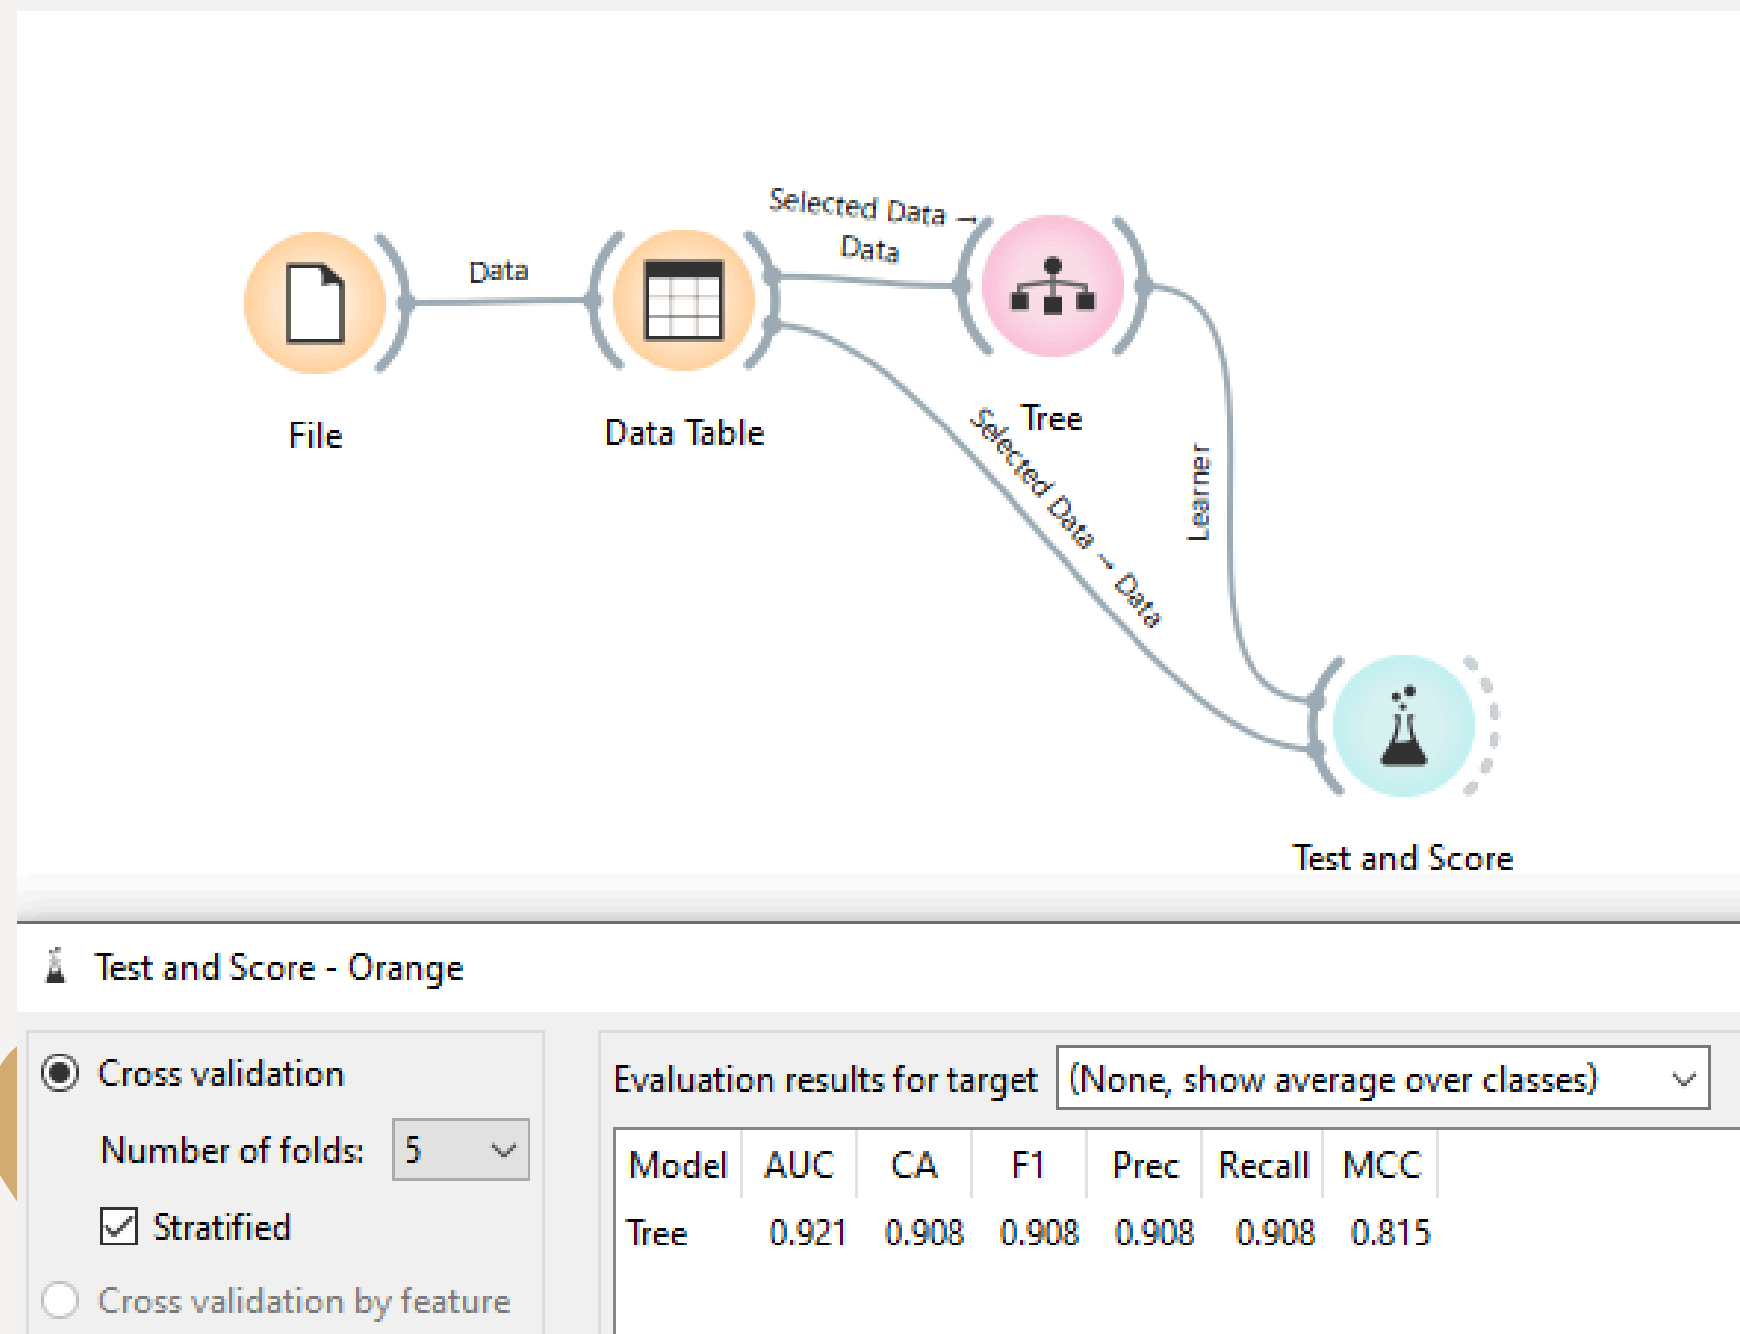 Selected Data →
Data
Data
File
Data Table
Tree
Selected Data → Data
Learner
Test and Score
Test and Score - Orange
Cross validation
Number of folds: 5
Stratified
Cross validation by feature
Evaluation results for target (None, show average over classes)
Model AUC CA F1 Prec Recall MCC
Tree 0.921 0.908 0.908 0.908 0.908 0.815